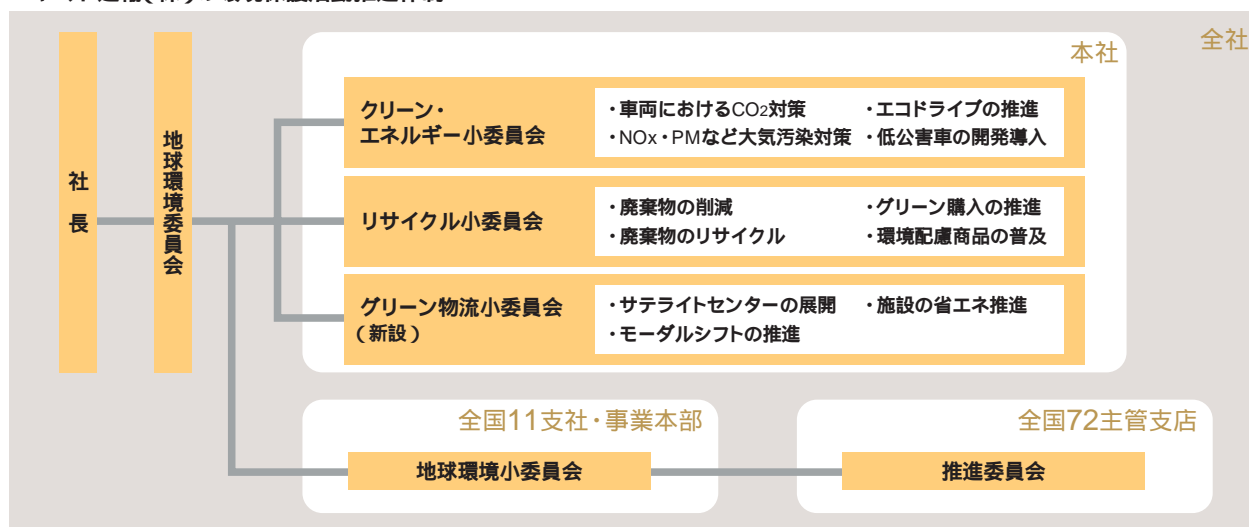 全社
本社
社長
地球環境委員会
クリーン・
エネルギー小委員会
・車両におけるCO2対策
・エコドライブの推進
・NOx・PMなど大気汚染対策
・低公害車の開発導入
リサイクル小委員会
・廃棄物の削減
・グリーン購入の推進
・廃棄物のリサイクル
・環境配慮商品の普及
グリーン物流小委員会
(新設)
・サテライトセンターの展開
・施設の省エネ推進
・モーダルシフトの推進
全国11支社・事業本部
地球環境小委員会
全国72主管支店
推進委員会